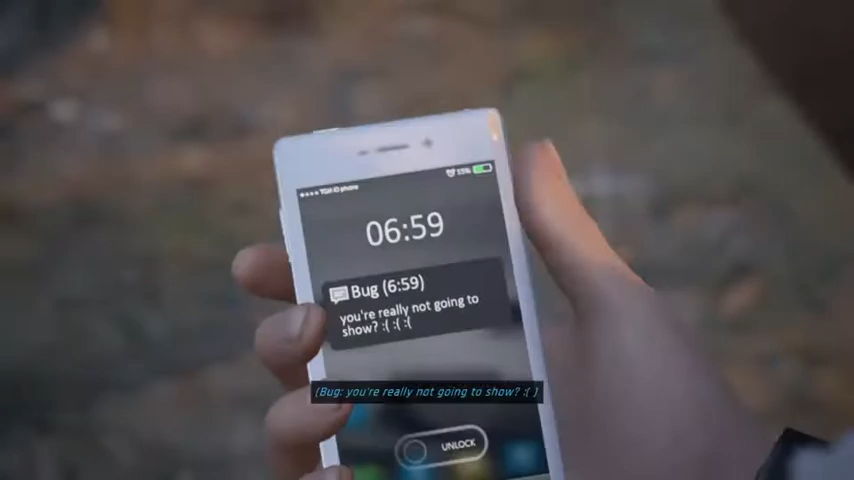 06:59
Bug (6:59)
you're really not going to
show? :( :( :(
(Bug: you're really not going to show? :( )
UNLOCK